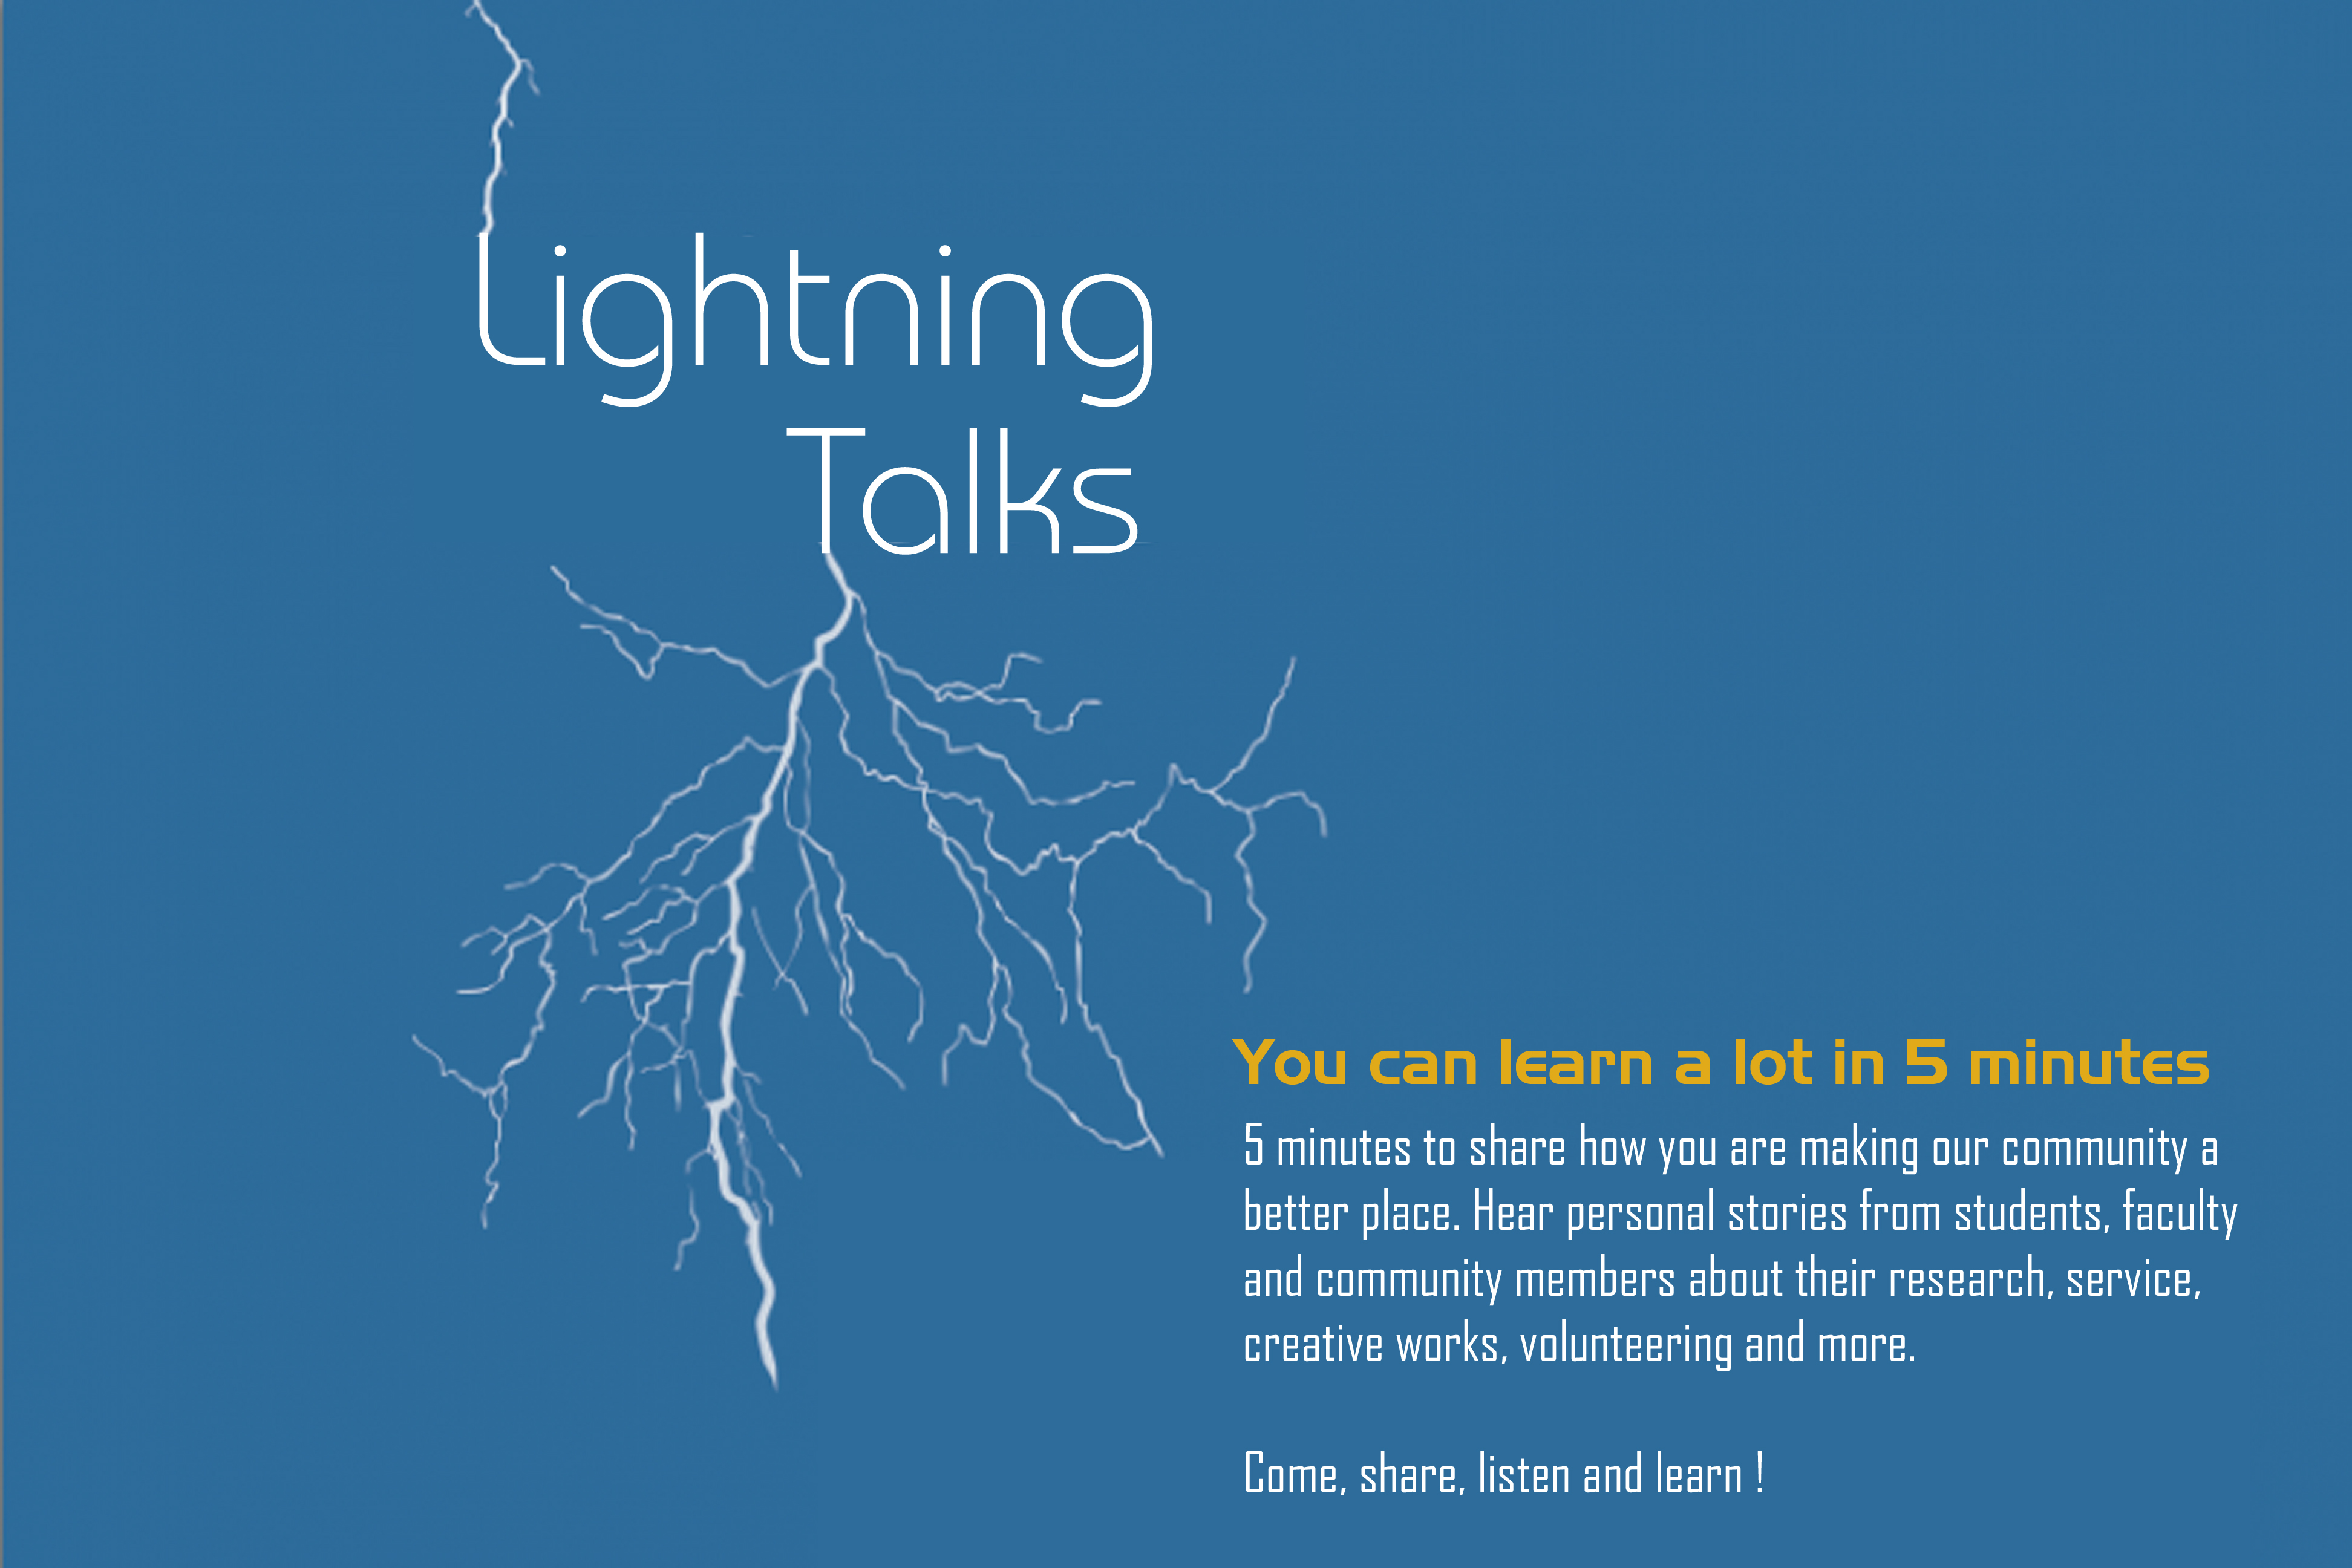 Lightning
Talks
You can learn a lot in 5 minutes
5 minutes to share how you are making our community a
better place. Hear personal stories from students, faculty
and community members about their research, service,
creative works, volunteering and more.
Come, share, listen and learn !